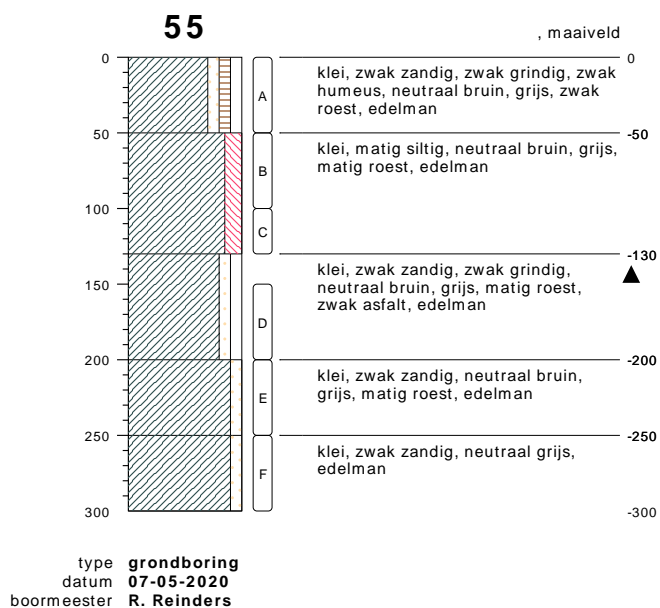 55
, maaiveld
0
50
100
150
200
250
300
A
B
C
D
E
F
klei, zwak zandig, zwak grindig, zwak
humeus, neutraal bruin, grijs, zwak
roest, edelman
klei, matig siltig, neutraal bruin, grijs,
matig roest, edelman
klei, zwak zandig, zwak grindig,
neutraal bruin, grijs, matig roest,
zwak asfalt, edelman
klei, zwak zandig, neutraal bruin,
grijs, matig roest, edelman
klei, zwak zandig, neutraal grijs,
edelman
0
-50
-130
-200
-250
-300
type grondboring
datum 07-05-2020
boormeester R. Reinders